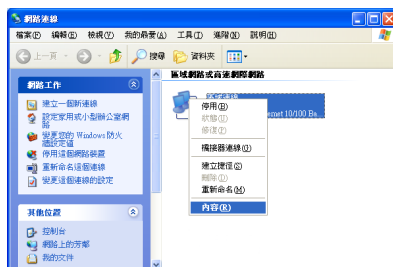 網路連線
檔案(F) 編輯(E) 檢視(V) 我的最愛(A) 工具(T) 進階(N) 說明(H)
上一頁 搜尋 資料夾
網路工作
建立一個新連線
設定家用或小型辦公室網
路
變更您的 Windows 防火
牆設定值
停用這個網路裝置
重新命名這個連線
變更這個連線的設定
其他位置
控制台
網路上的芳鄰
我的文件
區域網路或高速網際網路
區域連線
ernet 10/100 Ba...
停用(B)
狀態(U)
修復(P)
橋接器連線(G)
建立捷徑(S)
刪除(D)
重新命名(M)
內容(R)